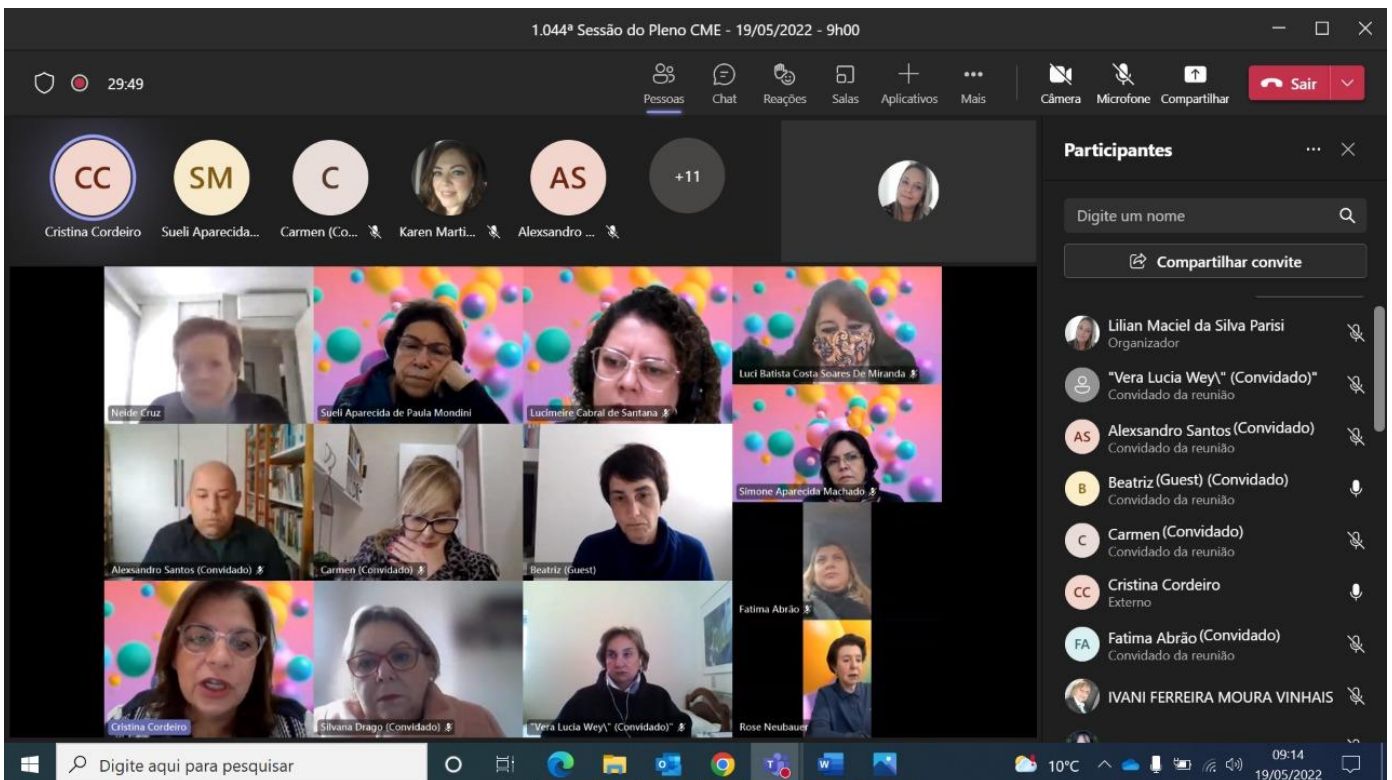 1.044ª Sessão do Pleno CME - 19/05/2022 - 9h00
29:49
Pessoas
Chat
Reações
Salas
Aplicativos
Mais
Câmera
Microfone
Compartilhar
Sair
CC
SM
C
AS
+11
Cristina Cordeiro
Sueli Aparecida...
Carmen (Co...
Karen Marti...
Alexsandro ...
Neide Cruz
Sueli Aparecida de Paula Mondini
Lucimeire Cabral de Santana
Luci Batista Costa Soares De Miranda
Simone Aparecida Machado
Alexsandro Santos (Convidado)
Carmen (Convidado)
Beatriz (Guest)
Fatima Abrão
Cristina Cordeiro
Silvana Drago (Convidado)
"Vera Lucia Wey\" (Convidado)"
Rose Neubauer
Participantes
Digite um nome
Compartilhar convite
Lilian Maciel da Silva Parisi
Organizador
"Vera Lucia Wey\" (Convidado)"
Convidado da reunião
AS
Alexsandro Santos (Convidado)
Convidado da reunião
B
Beatriz (Guest) (Convidado)
Convidado da reunião
C
Carmen (Convidado)
Convidado da reunião
CC
Cristina Cordeiro
Externo
FA
Fatima Abrão (Convidado)
Convidado da reunião
IVANI FERREIRA MOURA VINHAIS
Digite aqui para pesquisar
10°C
09:14
19/05/2022